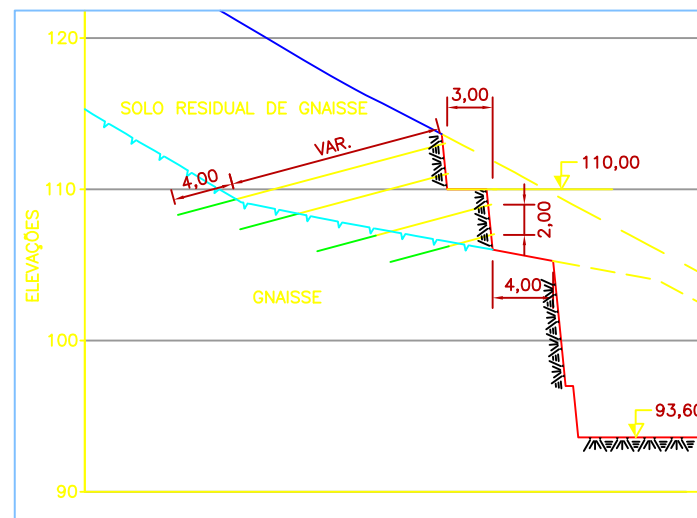 120
3,00
SOLO RESIDUAL DE GNAISSE
VAR.
110,00
4,00
110
2,00
ELEVAÇÕES
4,00
GNAISSE
100
93,60
90